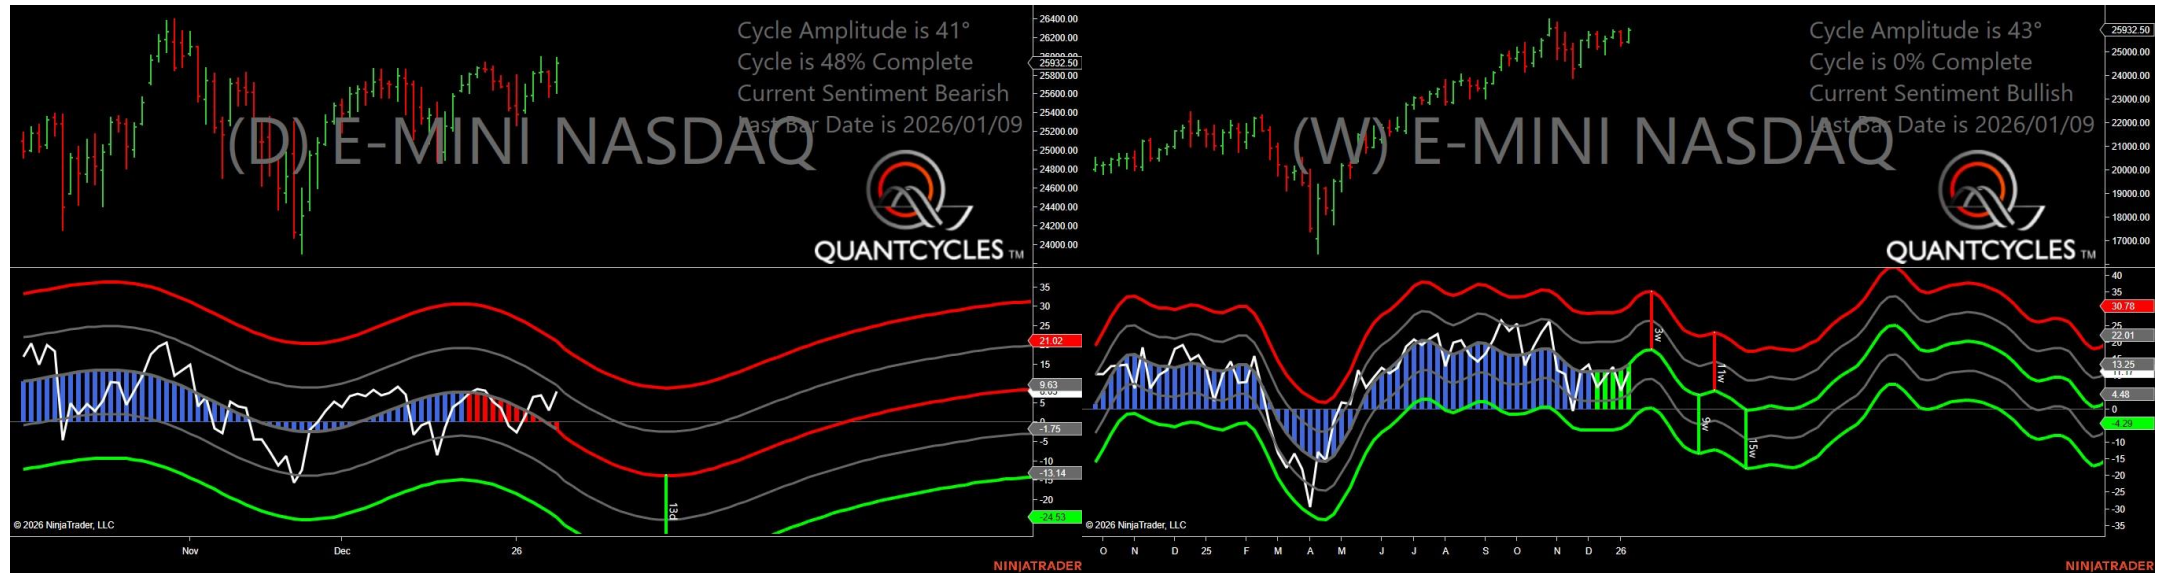 Cycle Amplitude is 41°
Cycle is 48% Complete
Current Sentiment Bearish
Last Bar Date is 2026/01/09
(D) E-MINI NASDAQ
QUANTCYCLES TM
26400.00
26200.00
26000.00
25932.50
25800.00
25600.00
25400.00
25200.00
25000.00
24800.00
24600.00
24400.00
24200.00
24000.00
35
30
25
21.02
15
9.63
5
-1.75
-5
-10
-13.14
-20
-24.53
13d
© 2026 NinjaTrader, LLC
Nov
Dec
26
NINJATRADER
Cycle Amplitude is 43°
Cycle is 0% Complete
Current Sentiment Bullish
Last Bar Date is 2026/01/09
(W) E-MINI NASDAQ
QUANTCYCLES TM
25932.50
25000.00
24000.00
23000.00
22000.00
21000.00
20000.00
19000.00
18000.00
17000.00
40
35
30.78
25
22.01
20
13.25
4.48
0
-4.29
-10
-15
-20
-25
-30
-35
3w
11w
9w
15w
© 2026 NinjaTrader, LLC
O
N
D
25
F
M
A
M
J
J
A
S
O
N
D
26
NINJATRADER